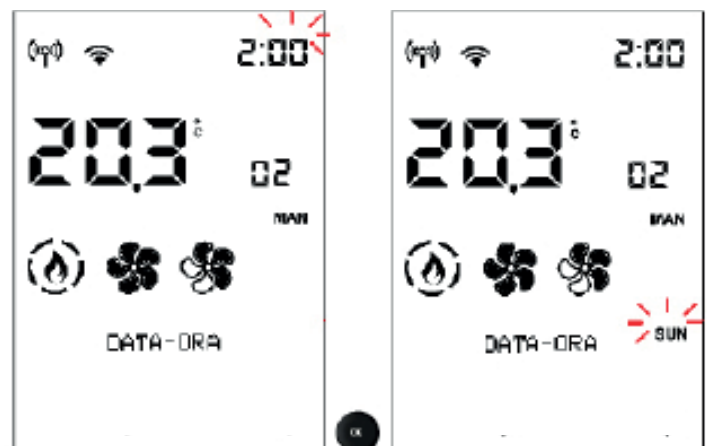 2:00
20.3 °C
02
MAN
DATA-ORA
2:00
20.3 °C
02
MAN
SUN
DATA-ORA
OK